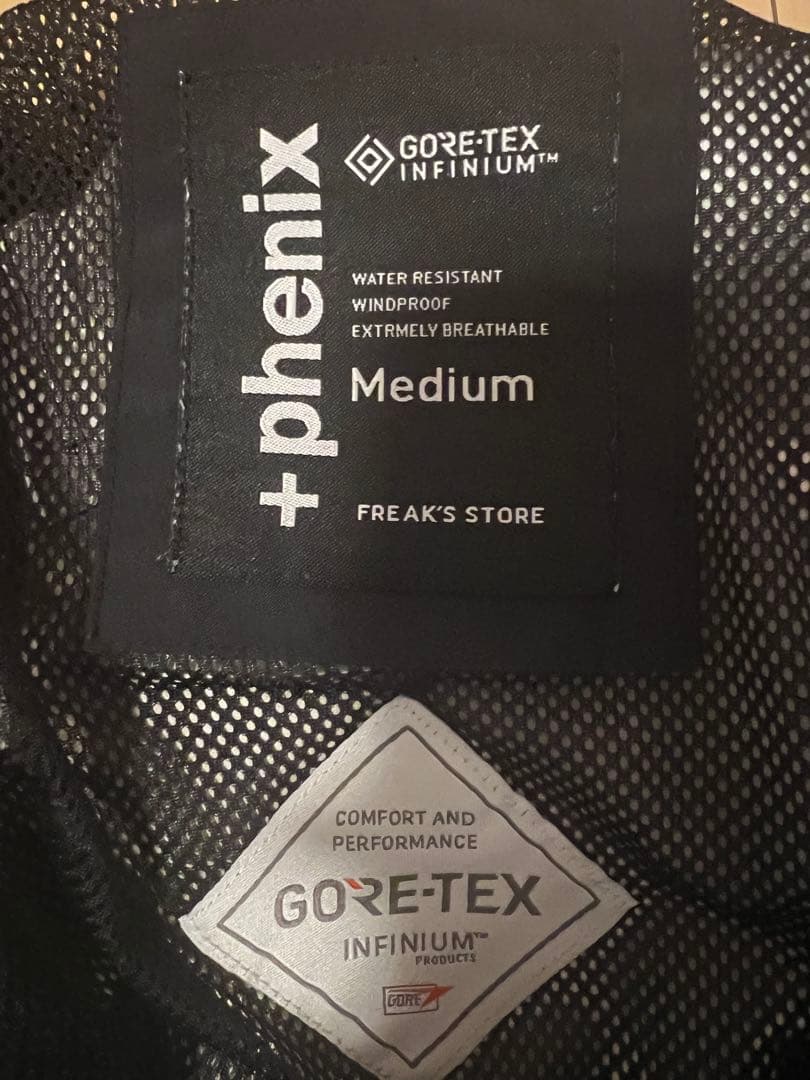 +phenix
GORE-TEX
INFINIUM™
WATER RESISTANT
WINDPROOF
EXTRMELY BREATHABLE
Medium
FREAK'S STORE
COMFORT AND
PERFORMANCE
GORE-TEX
INFINIUM™
PRODUCTS
GORE